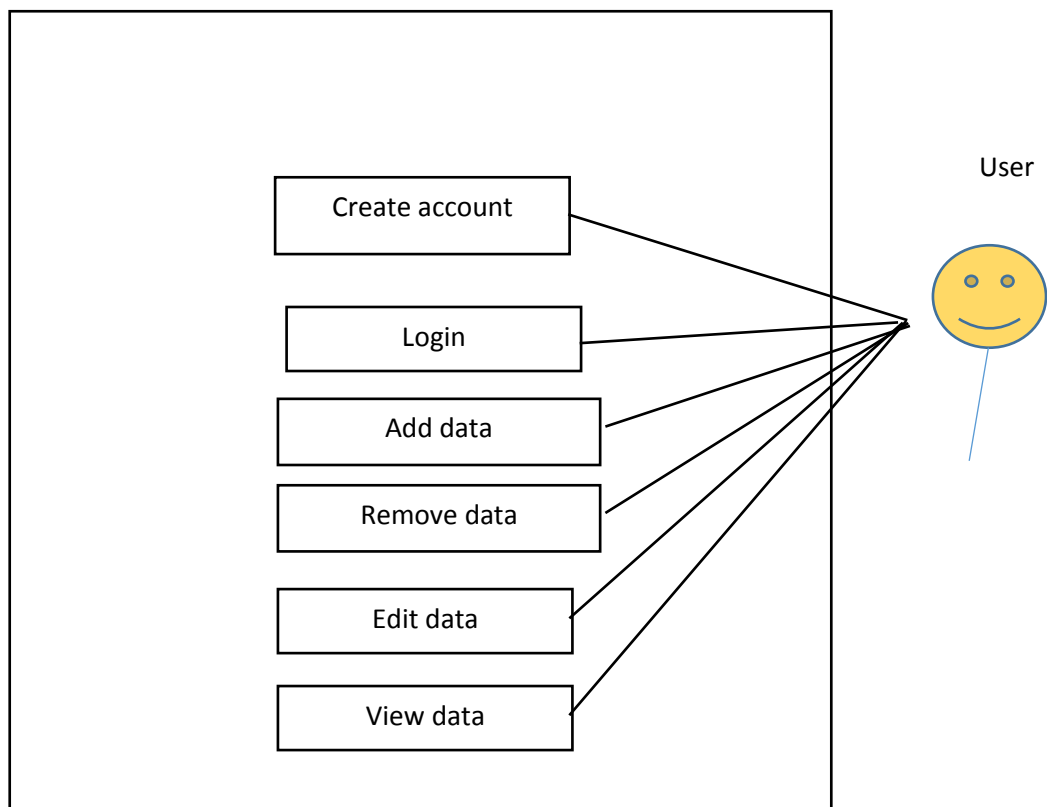 User
Create account
Login
Add data
Remove data
Edit data
View data